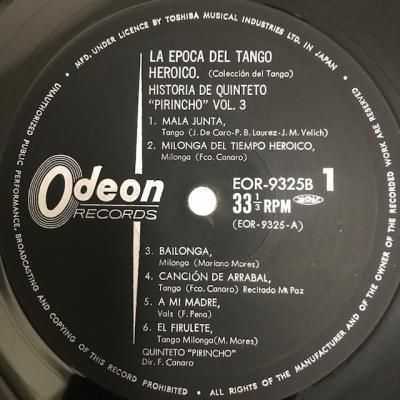 • MFD. UNDER LICENCE BY TOSHIBA MUSICAL INDUSTRIES LTD. IN JAPAN •
UNAUTHORIZED PUBLIC PERFORMANCE, BROADCASTING AND COPYING OF THIS RECORD PROHIBITED • ALL RIGHTS OF THE MANUFACTURER AND OF THE OWNER OF THE RECORDED WORK ARE RESERVED
LA EPOCA DEL TANGO
HEROICO. (Colección del Tango)
HISTORIA DE QUINTETO
"PIRINCHO" VOL. 3
1. MALA JUNTA,
Tango (J. De Caro-P. B. Laurez-J. M. Velich)
2. MILONGA DEL TIEMPO HEROICO,
Milonga (Fco. Canaro)
Odeon
RECORDS
EOR-9325B 1
33 1/3 RPM
(EOR-9325-A)
3. BAILONGA,
Milonga (Mariano Mores)
4. CANCIÓN DE ARRABAL,
Tango (Fco. Canaro) Recitado Mt. Paz
5. A MI MADRE,
Vals (F. Pena)
6. EL FIRULETE,
Tango Milonga (M. Mores)
QUINTETO "PIRINCHO"
Dir. F. Canaro